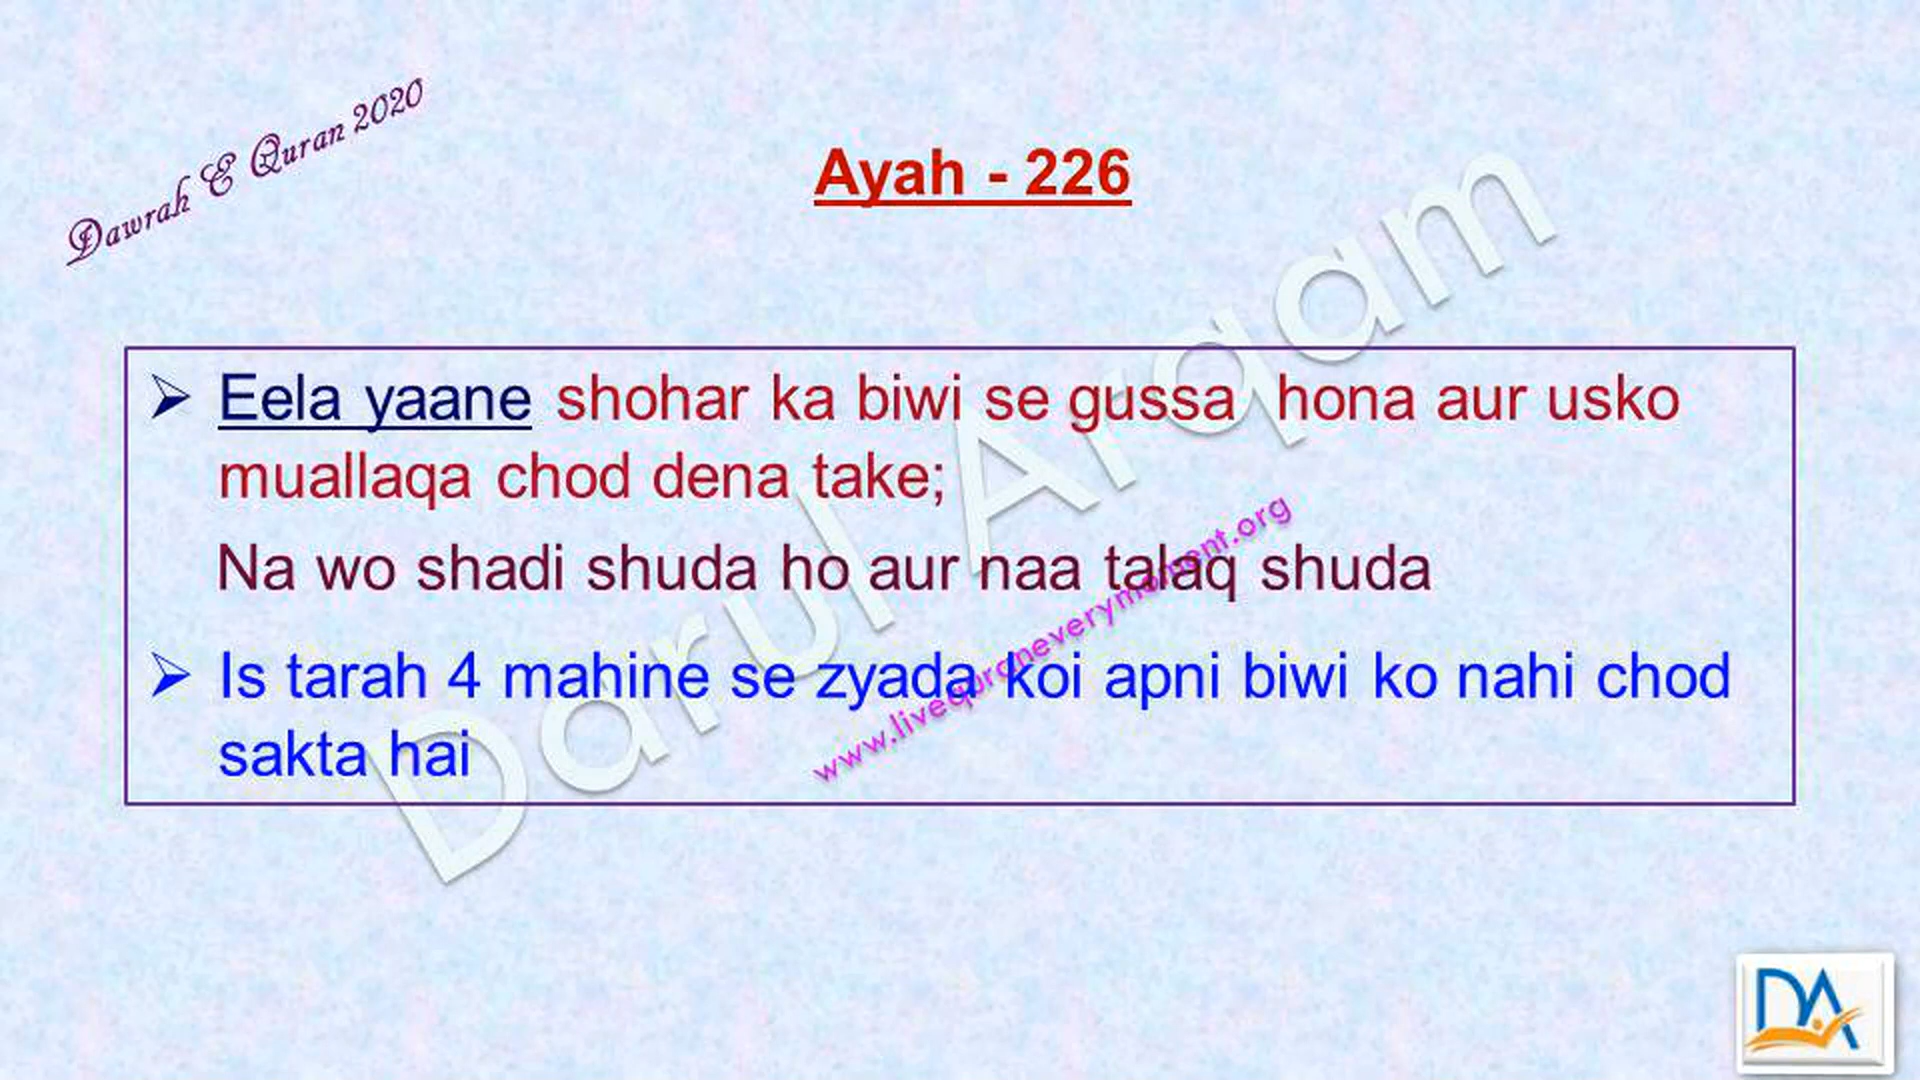 Dawrah E Quran 2020
Ayah - 226
Eela yaane shohar ka biwi se gussa hona aur usko
muallaqa chod dena take;
Na wo shadi shuda ho aur naa talaq shuda
Is tarah 4 mahine se zyada koi apni biwi ko nahi chod
sakta hai
Darul Arqam
www.livequraneverymoment.org
DA